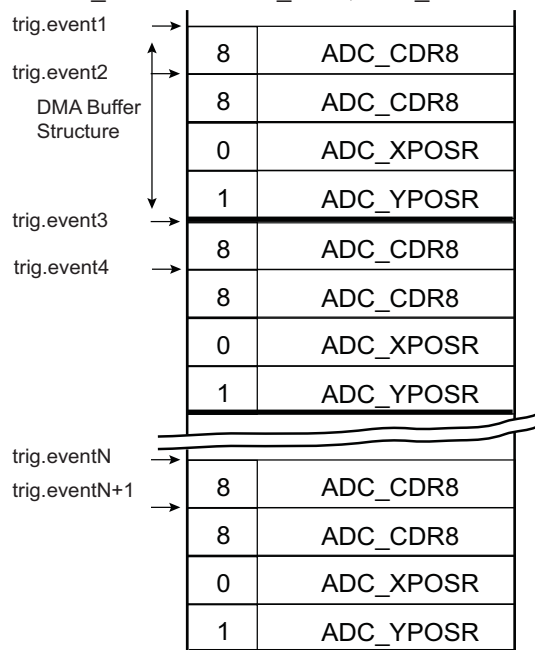 trig.event1
8 ADC_CDR8
trig.event2
DMA Buffer
Structure
8 ADC_CDR8
0 ADC_XPOSR
1 ADC_YPOSR
trig.event3
8 ADC_CDR8
trig.event4
8 ADC_CDR8
0 ADC_XPOSR
1 ADC_YPOSR
trig.eventN
8 ADC_CDR8
trig.eventN+1
8 ADC_CDR8
0 ADC_XPOSR
1 ADC_YPOSR